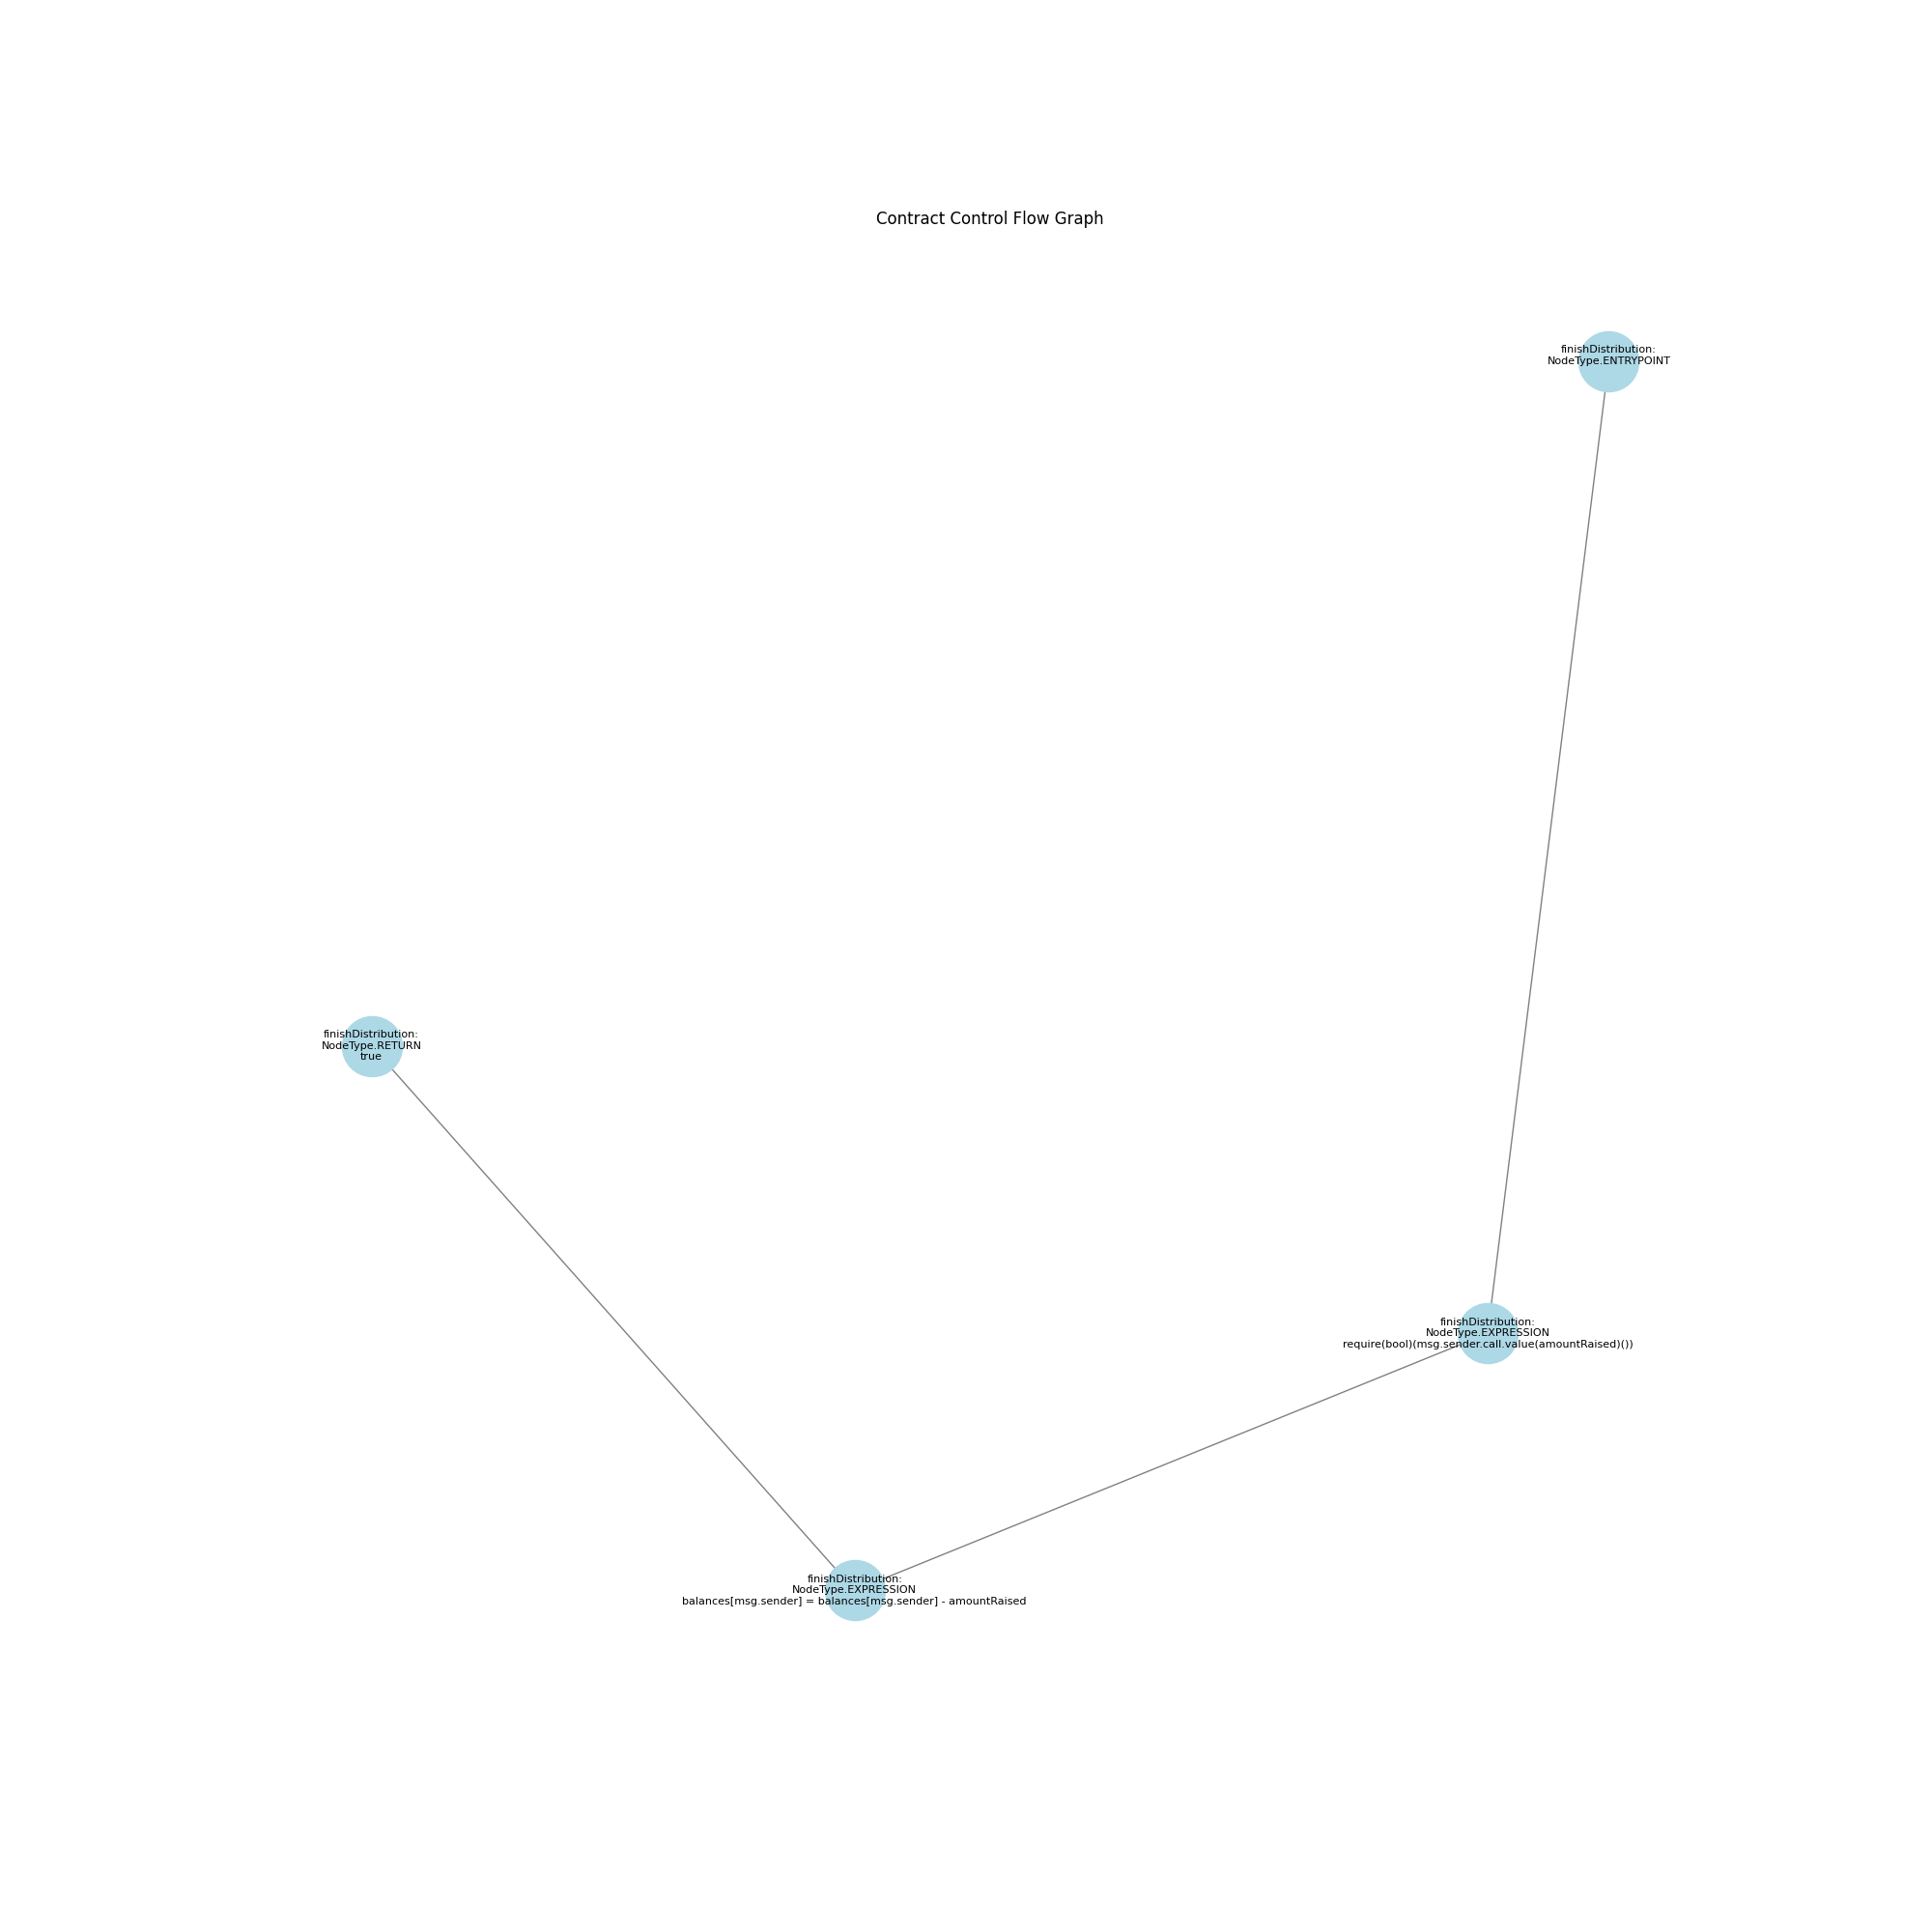 Contract Control Flow Graph
finishDistribution:
NodeType.ENTRYPOINT
finishDistribution:
NodeType.RETURN
true
finishDistribution:
NodeType.EXPRESSION
require(bool)(msg.sender.call.value(amountRaised)())
finishDistribution:
NodeType.EXPRESSION
balances[msg.sender] = balances[msg.sender] - amountRaised